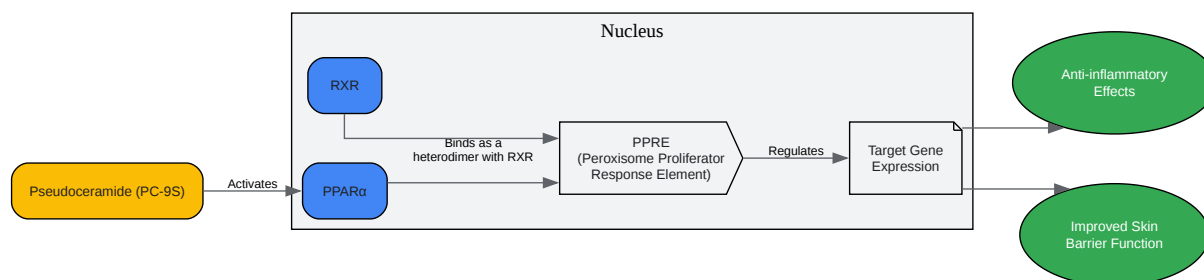 Nucleus
RXR
Anti-inflammatory
Effects
Binds as a
heterodimer with RXR
PPRE
(Peroxisome Proliferator
Response Element)
Regulates
Target Gene
Expression
Pseudoceramide (PC-9S)
Activates
PPARα
Improved Skin
Barrier Function